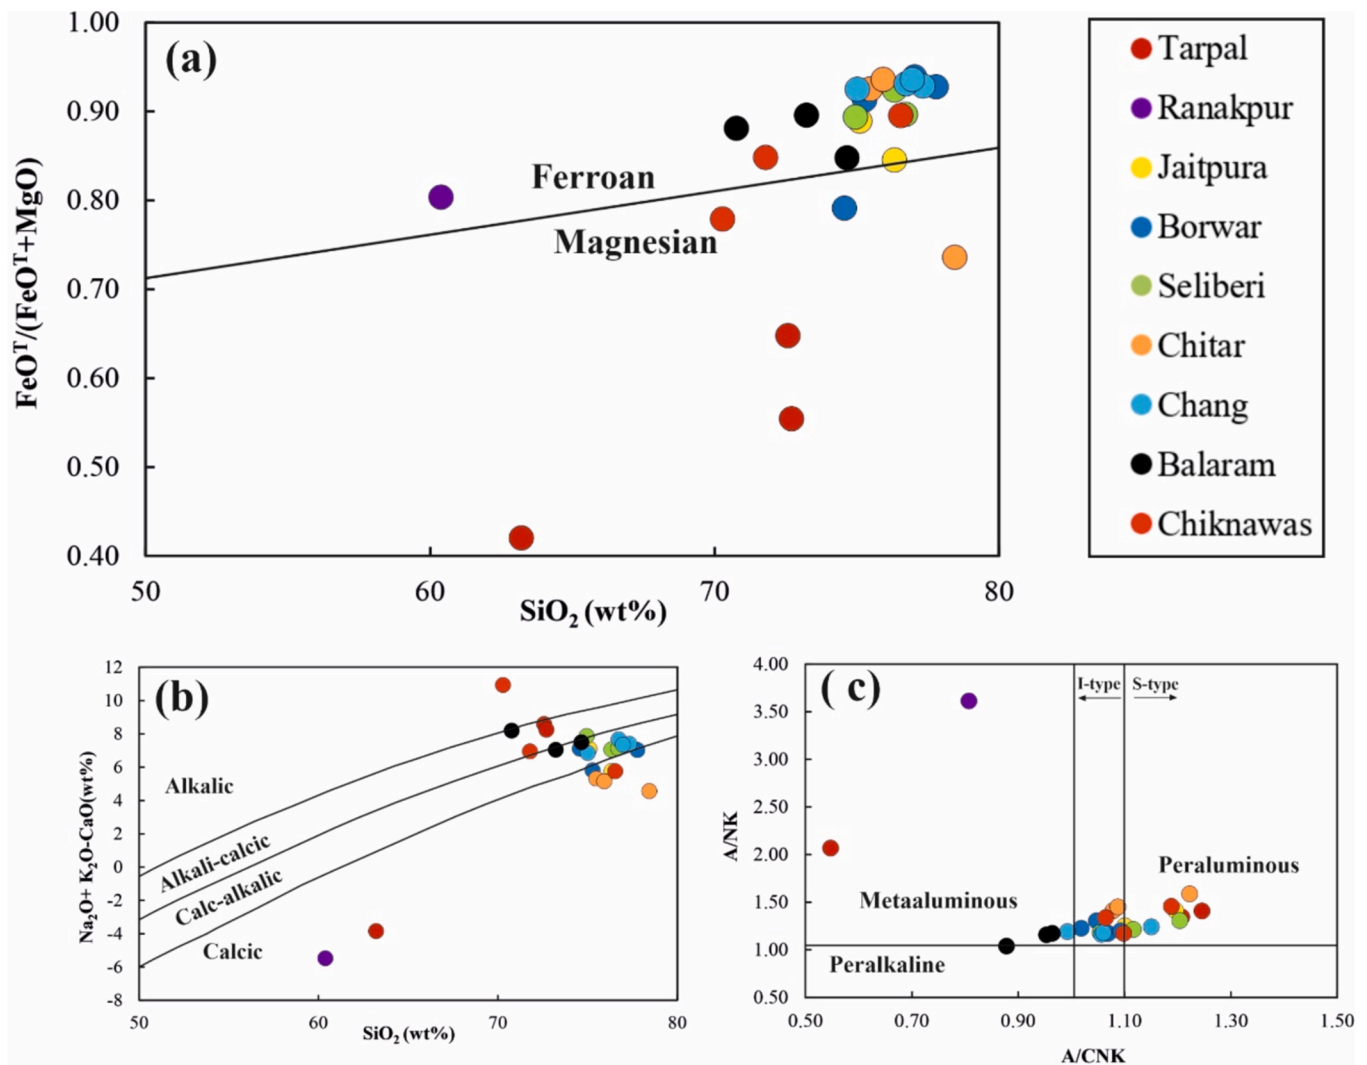 (a)
1.00
0.90
0.80
0.70
0.60
0.50
0.40
FeOᵀ/(FeOᵀ+MgO)
Ferroan
Magnesian
50 60 70 80
SiO₂ (wt%)
Tarpal
Ranakpur
Jaitpura
Borwar
Seliberi
Chitar
Chang
Balaram
Chiknawas
(b)
12
10
8
6
4
2
0
-2
-4
-6
-8
Na₂O+ K₂O-CaO(wt%)
Alkalic
Alkali-calcic
Calc-alkalic
Calcic
50 60 70 80
SiO₂ (wt%)
( c)
4.00
3.50
3.00
2.50
2.00
1.50
1.00
0.50
A/NK
I-type S-type
Peraluminous
Metaaluminous
Peralkaline
0.50 0.70 0.90 1.10 1.30 1.50
A/CNK